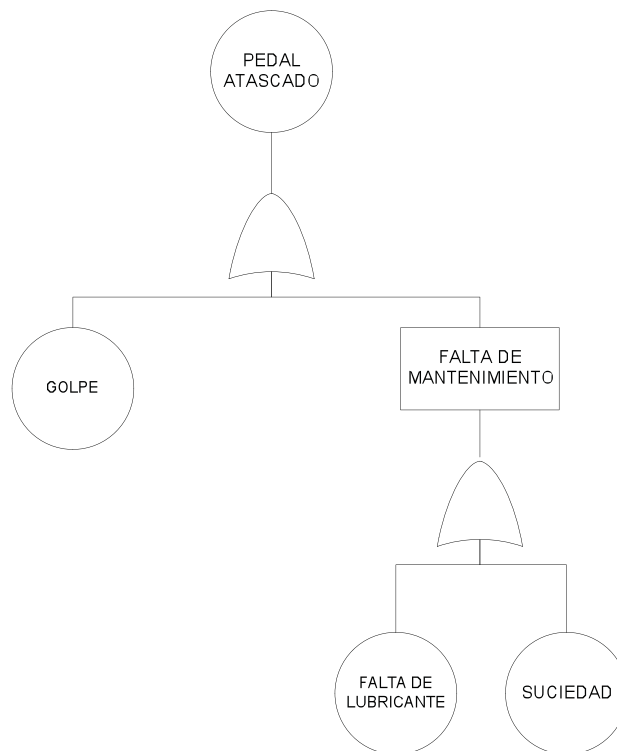 PEDAL
ATASCADO
GOLPE
FALTA DE
MANTENIMIENTO
FALTA DE
LUBRICANTE
SUCIEDAD